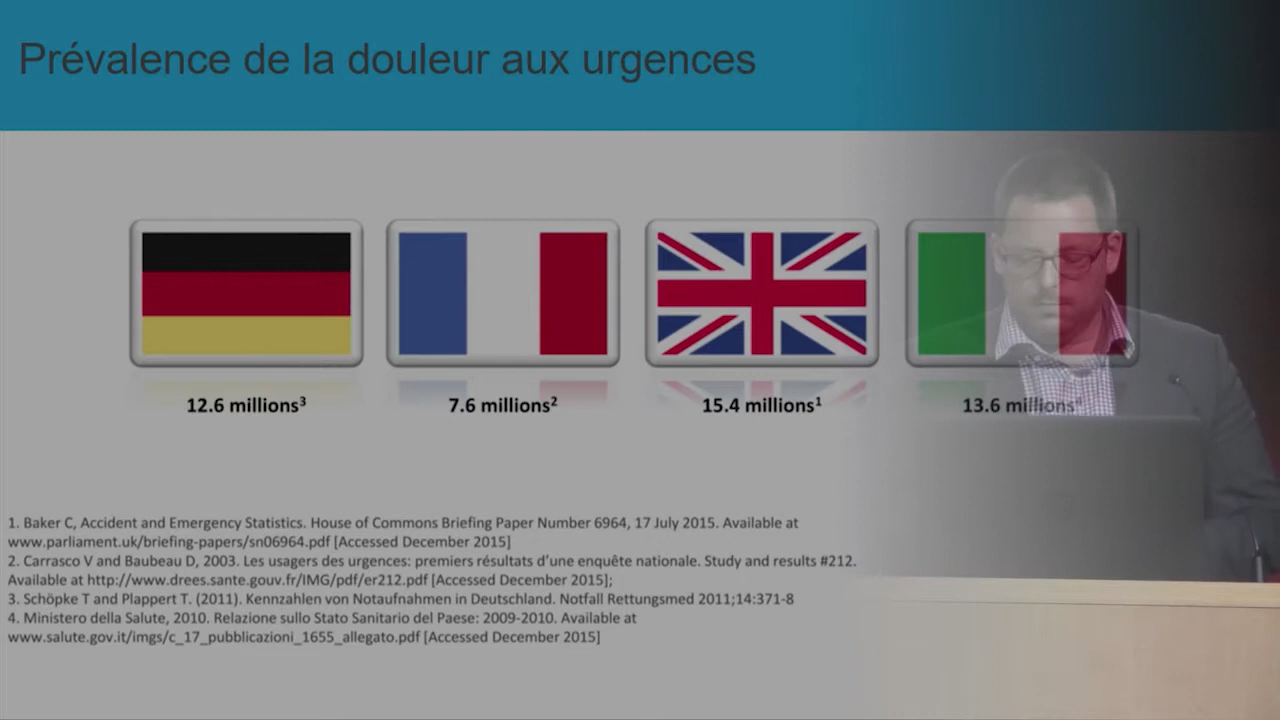 Prévalence de la douleur aux urgences
12.6 millions³ 7.6 millions² 15.4 millions¹ 13.6 millions⁴
1. Baker C, Accident and Emergency Statistics. House of Commons Briefing Paper Number 6964, 17 July 2015. Available at
www.parliament.uk/briefing-papers/sn06964.pdf [Accessed December 2015]
2. Carrasco V and Baubeau D, 2003. Les usagers des urgences: premiers résultats d’une enquête nationale. Study and results #212.
Available at http://www.drees.sante.gouv.fr/IMG/pdf/er212.pdf [Accessed December 2015];
3. Schöpke T and Plappert T. (2011). Kennzahlen von Notaufnahmen in Deutschland. Notfall Rettungsmed 2011;14:371-8
4. Ministero della Salute, 2010. Relazione sullo Stato Sanitario del Paese: 2009-2010. Available at
www.salute.gov.it/imgs/c_17_pubblicazioni_1655_allegato.pdf [Accessed December 2015]